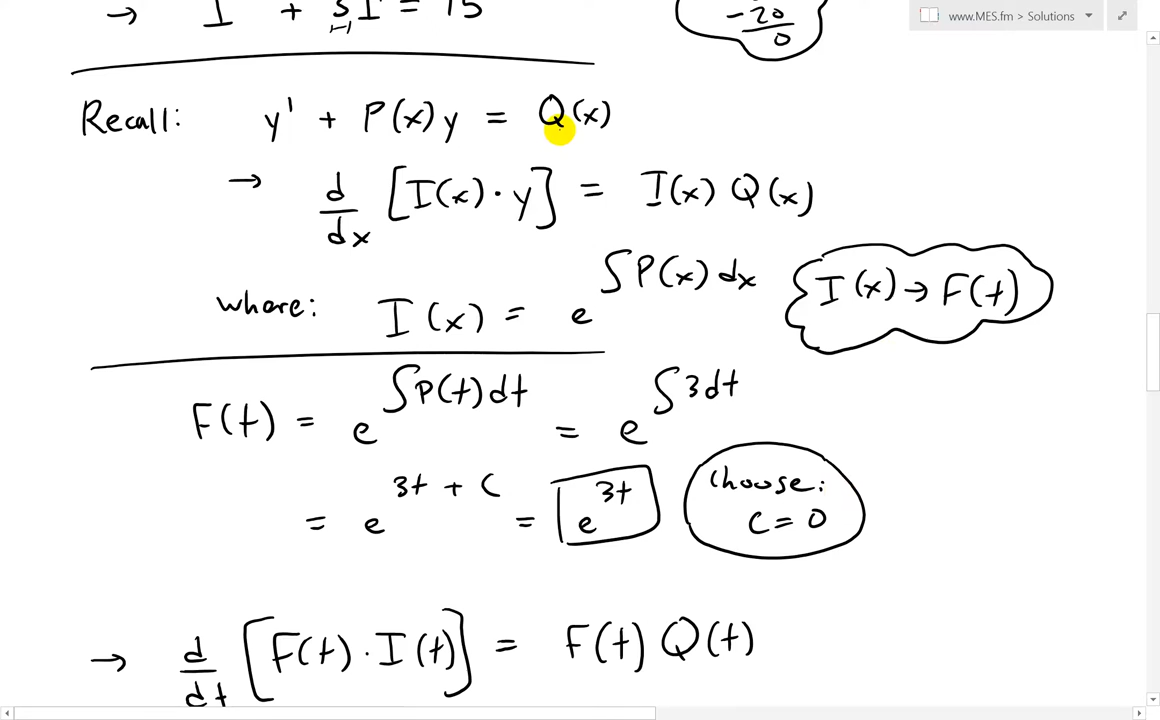 → I' + 3I = 15
-20
0
www.MES.fm > Solutions
Recall: y' + P(x)y = Q(x)
→ d/dx [I(x) · y] = I(x) Q(x)
where: I(x) = e^∫P(x)dx
I(x) → F(t)
F(t) = e^∫P(t)dt = e^∫3dt
= e^3t + C = e^3t
Choose:
C = 0
→ d/dt [F(t) · I(t)] = F(t) Q(t)